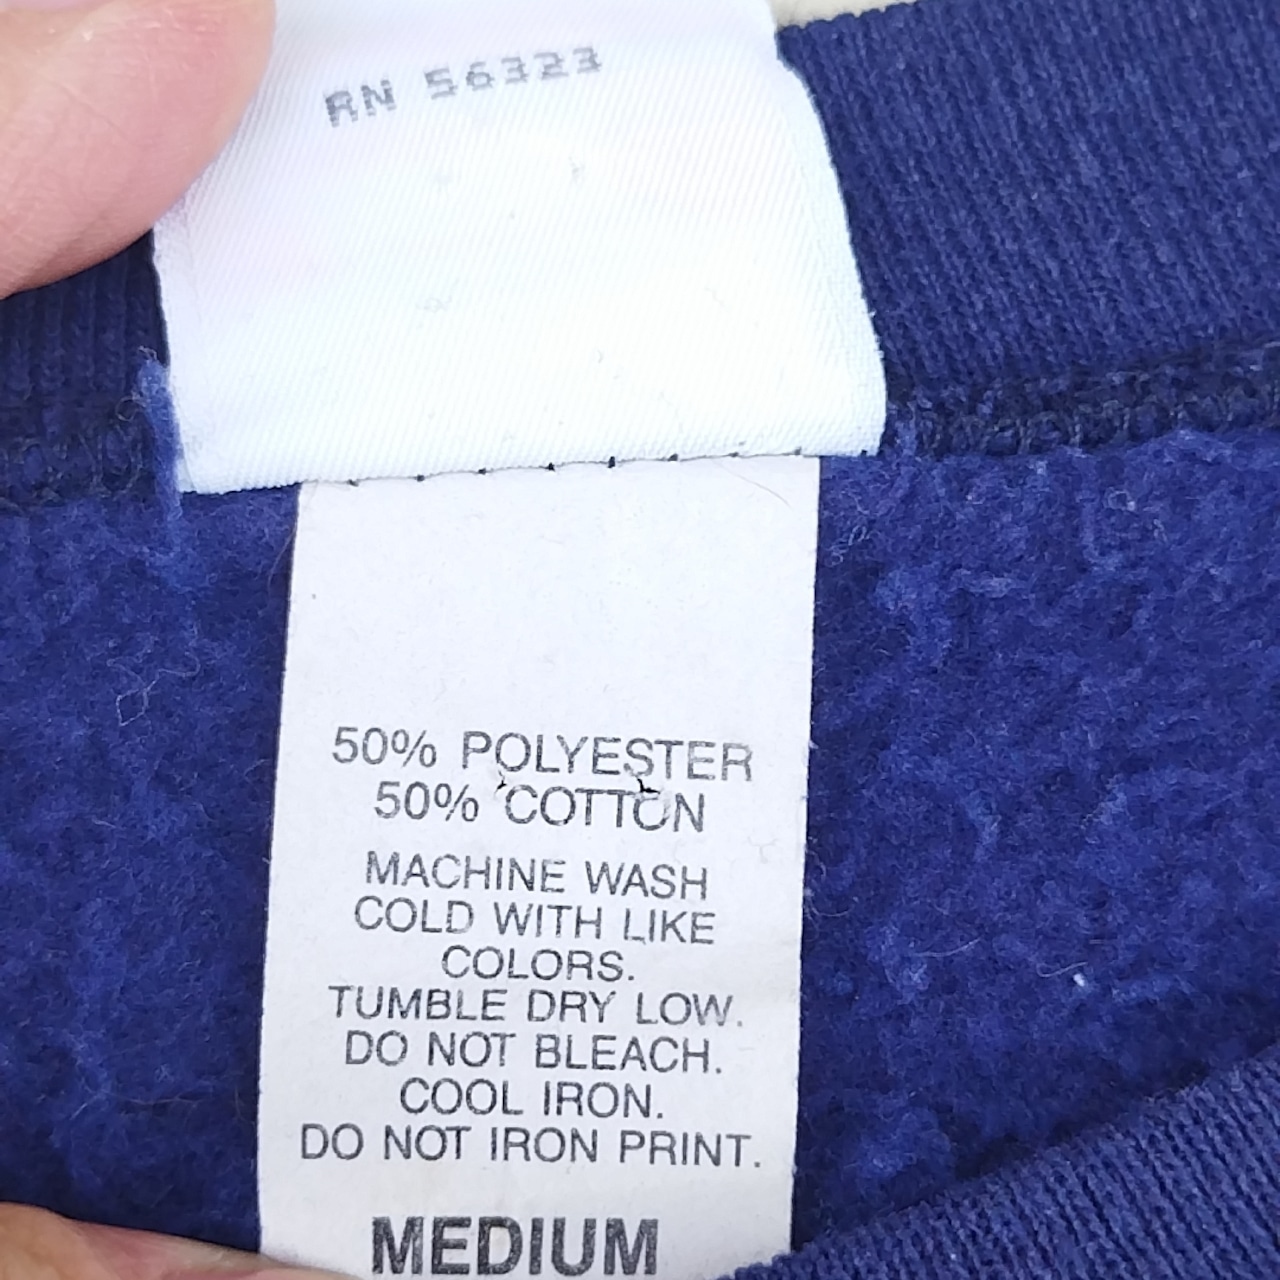 RN 56323
50% POLYESTER
50% COTTON
MACHINE WASH
COLD WITH LIKE
COLORS.
TUMBLE DRY LOW.
DO NOT BLEACH.
COOL IRON.
DO NOT IRON PRINT.
MEDIUM